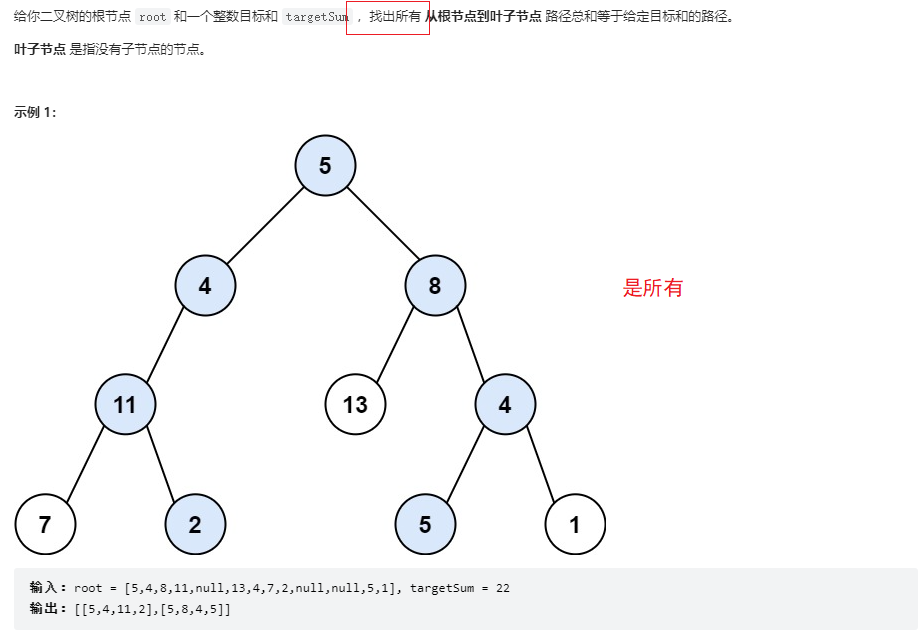 给你二叉树的根节点 root 和一个整数目标和 targetSum ，找出所有 从根节点到叶子节点 路径总和等于给定目标和的路径。
叶子节点 是指没有子节点的节点。
示例 1：
5
4 8
是所有
11 13 4
7 2 5 1
输入：root = [5,4,8,11,null,13,4,7,2,null,null,5,1], targetSum = 22
输出：[[5,4,11,2],[5,8,4,5]]